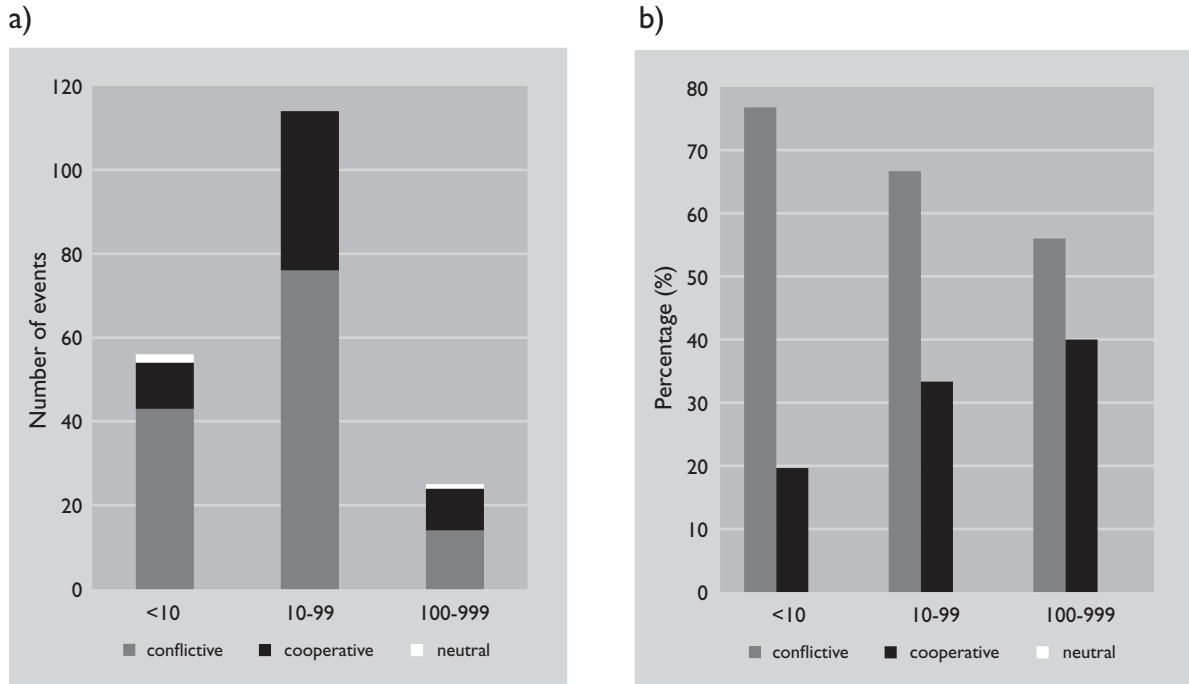 a)
120
100
80
60
40
20
0
Number of events
<10 10-99 100-999
conflictive cooperative neutral
b)
80
70
60
50
40
30
20
10
0
Percentage (%)
<10 10-99 100-999
conflictive cooperative neutral